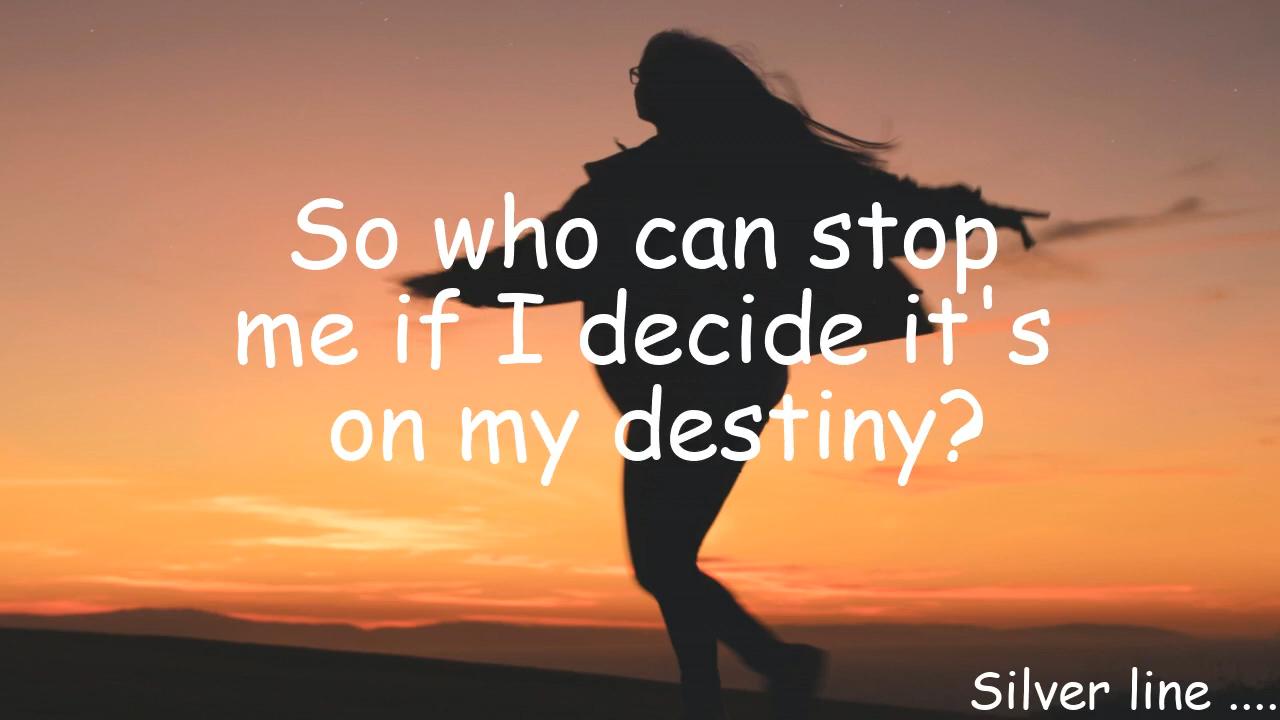 So who can stop
me if I decide it's
on my destiny?
Silver line ....